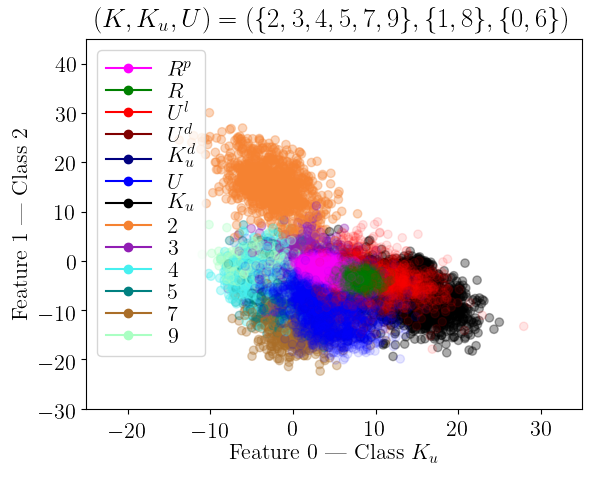 (K, K_u, U) = ({2, 3, 4, 5, 7, 9}, {1, 8}, {0, 6})
R^p
R
U^l
U^d
K_u^d
U
K_u
2
3
4
5
7
9
Feature 1 — Class 2
40
30
20
10
0
−10
−20
−30
−20 −10 0 10 20 30
Feature 0 — Class K_u